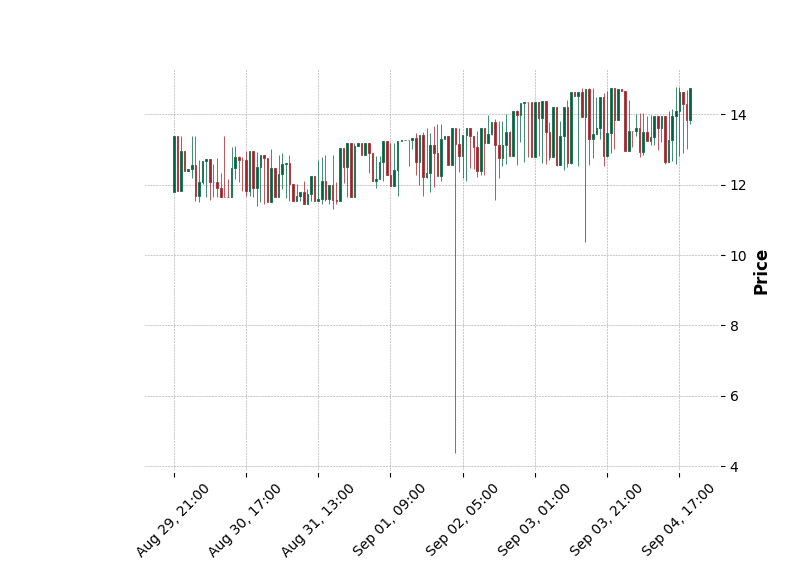 14
12
10
8
6
4
Price
Aug 29, 21:00
Aug 30, 17:00
Aug 31, 13:00
Sep 01, 09:00
Sep 02, 05:00
Sep 03, 01:00
Sep 03, 21:00
Sep 04, 17:00